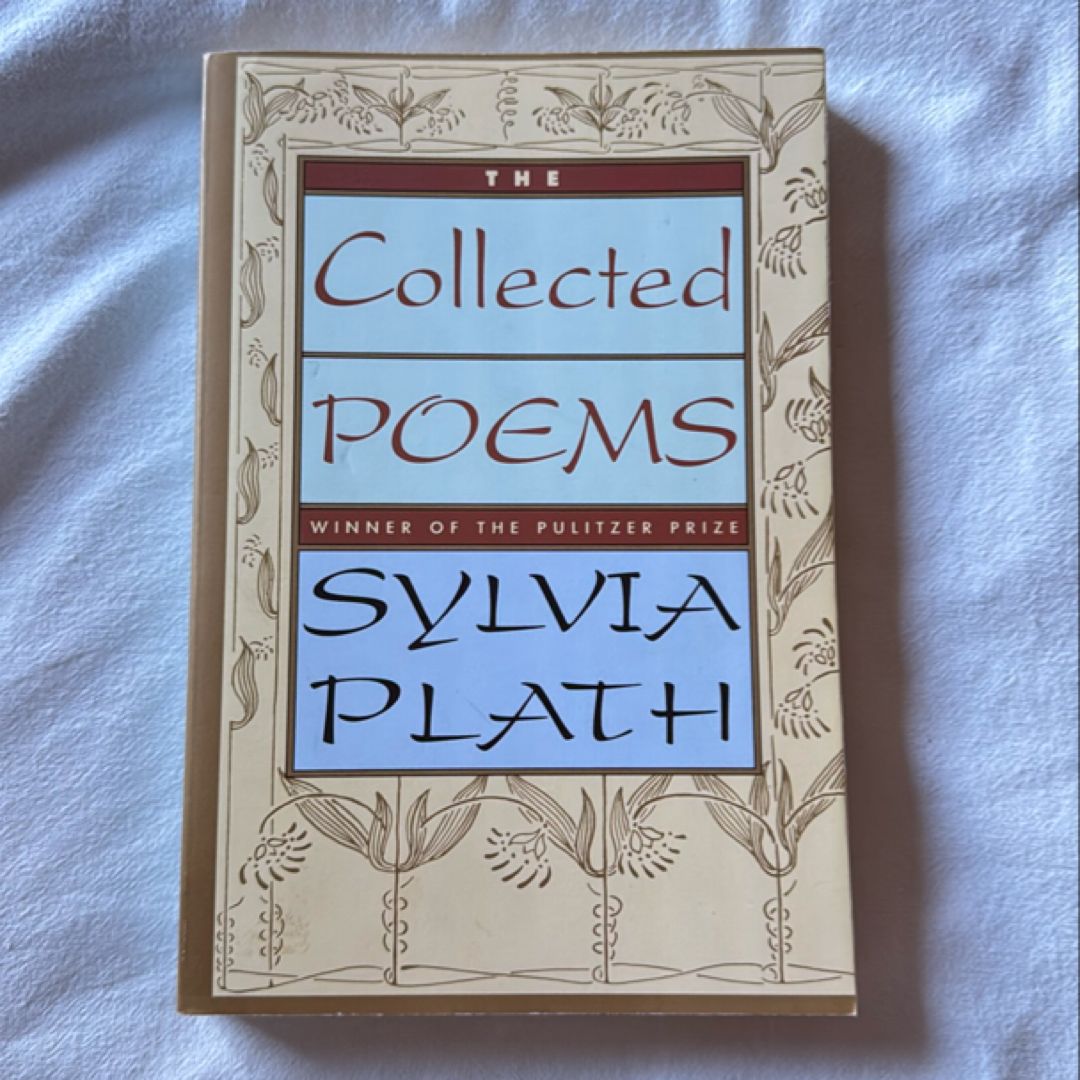 THE
Collected
POEMS
WINNER OF THE PULITZER PRIZE
SYLVIA
PLATH